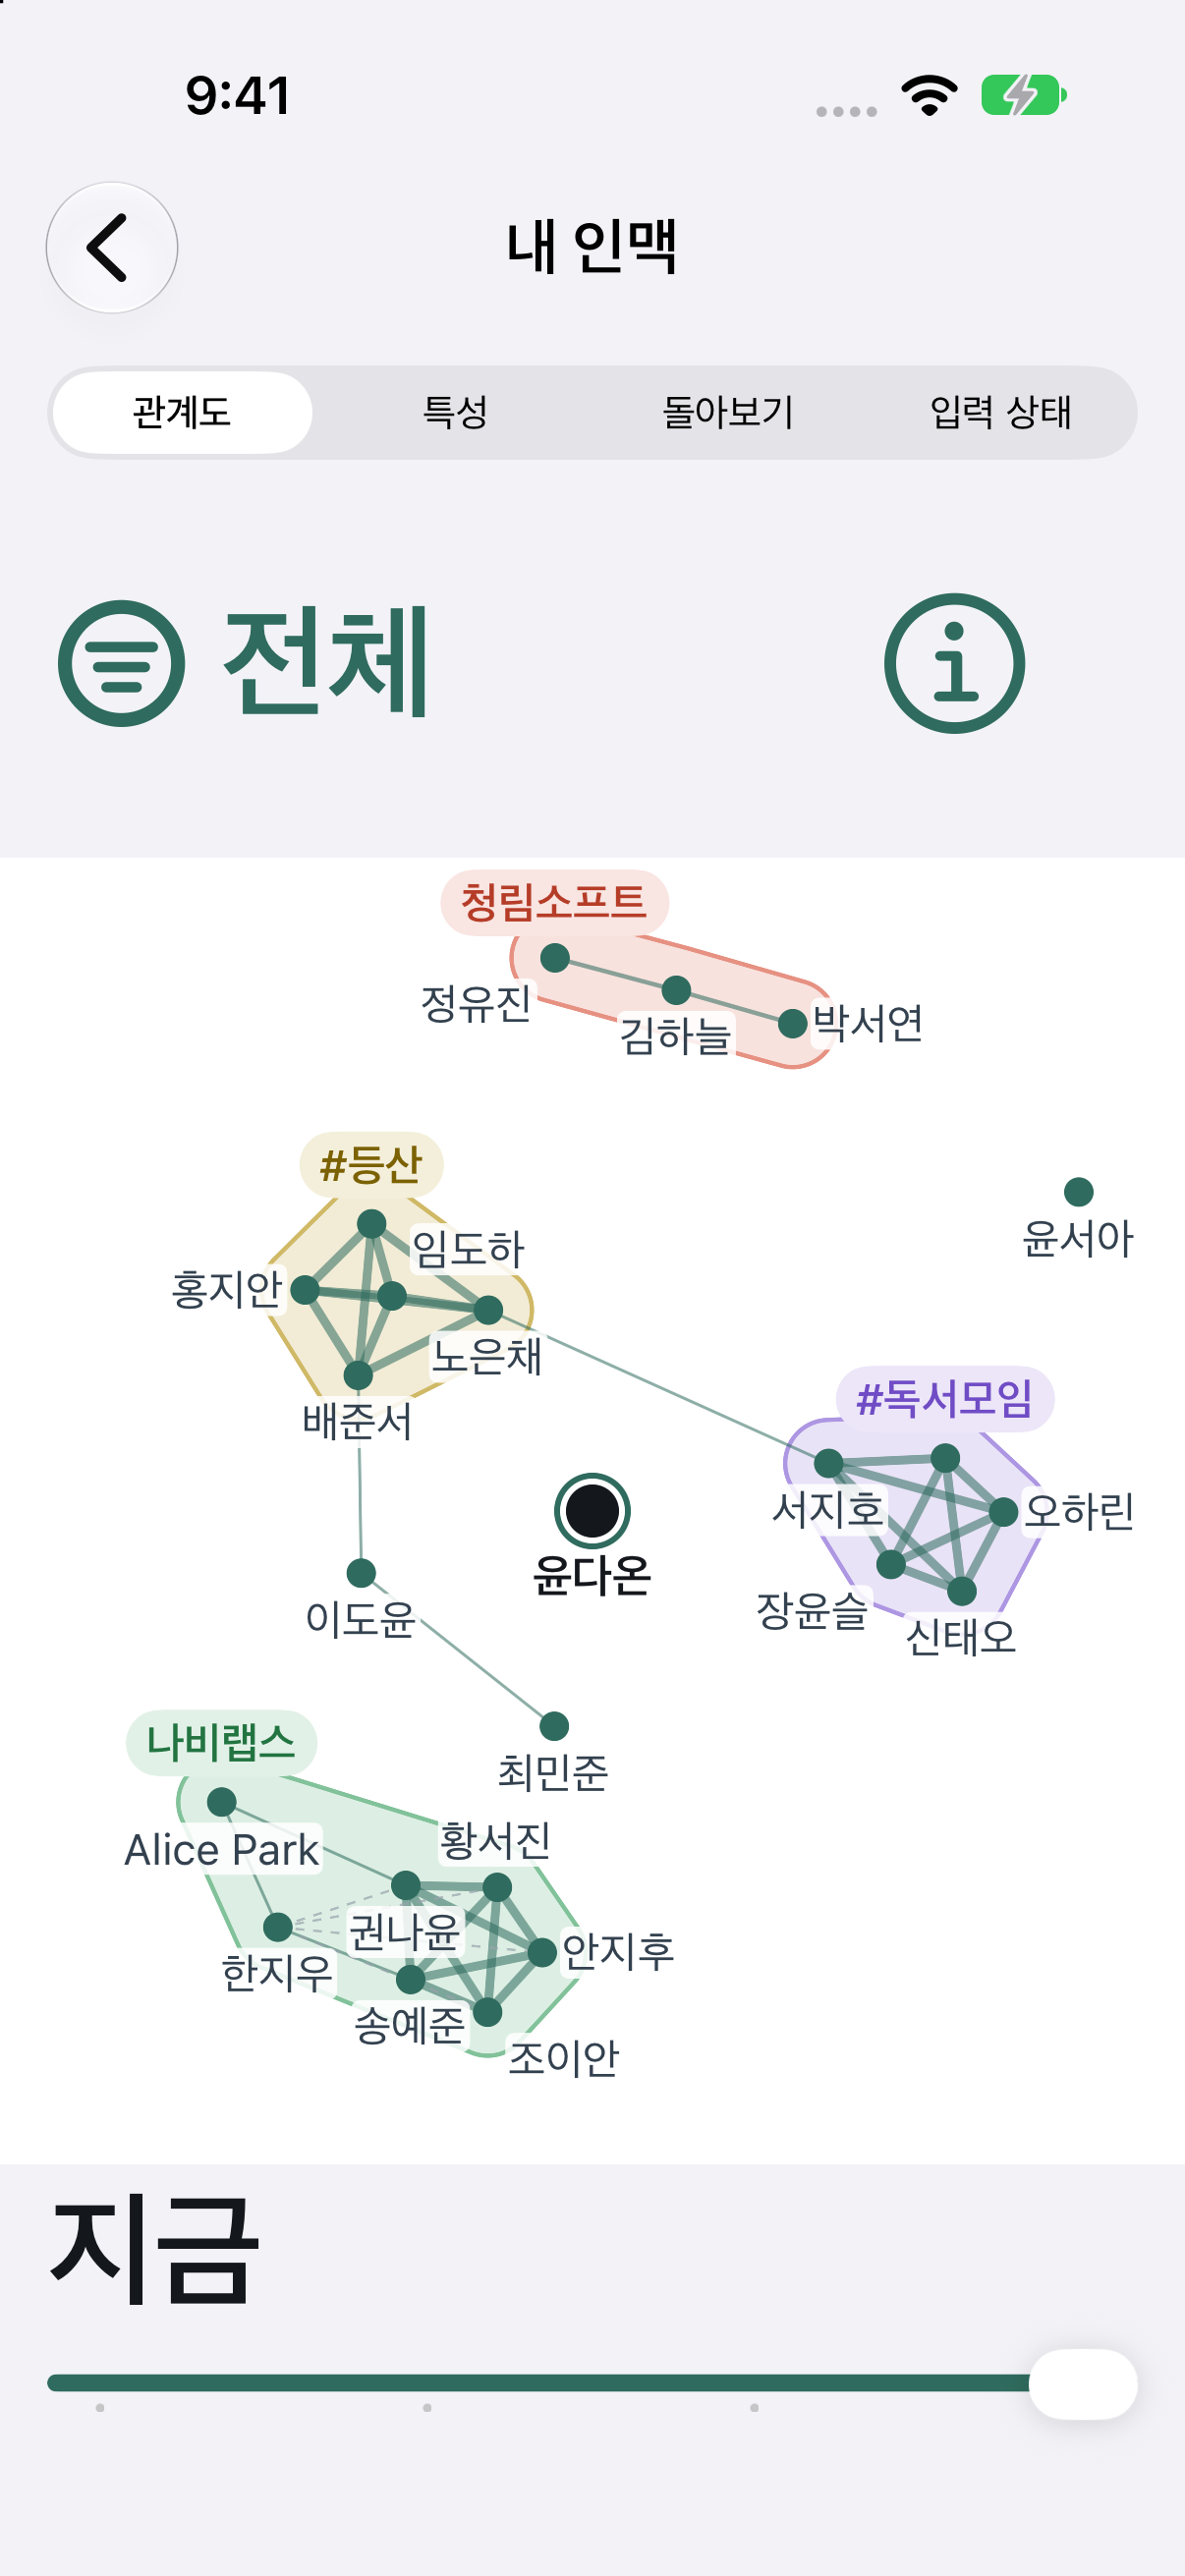 9:41
내 인맥
관계도 특성 돌아보기 입력 상태
전체
청림소프트
정유진
김하늘
박서연
#등산
임도하
홍지안
노은채
배준서
윤서아
#독서모임
서지호
오하린
장윤슬
신태오
윤다온
이도윤
최민준
나비랩스
Alice Park
황서진
권나윤
안지후
한지우
송예준
조이안
지금